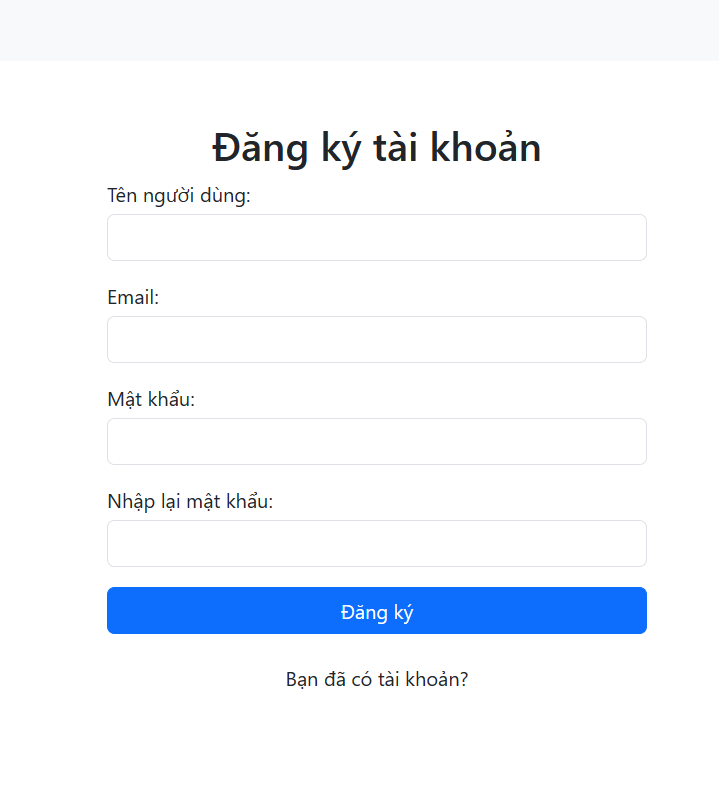 Đăng ký tài khoản
Tên người dùng:
Email:
Mật khẩu:
Nhập lại mật khẩu:
Đăng ký
Bạn đã có tài khoản?